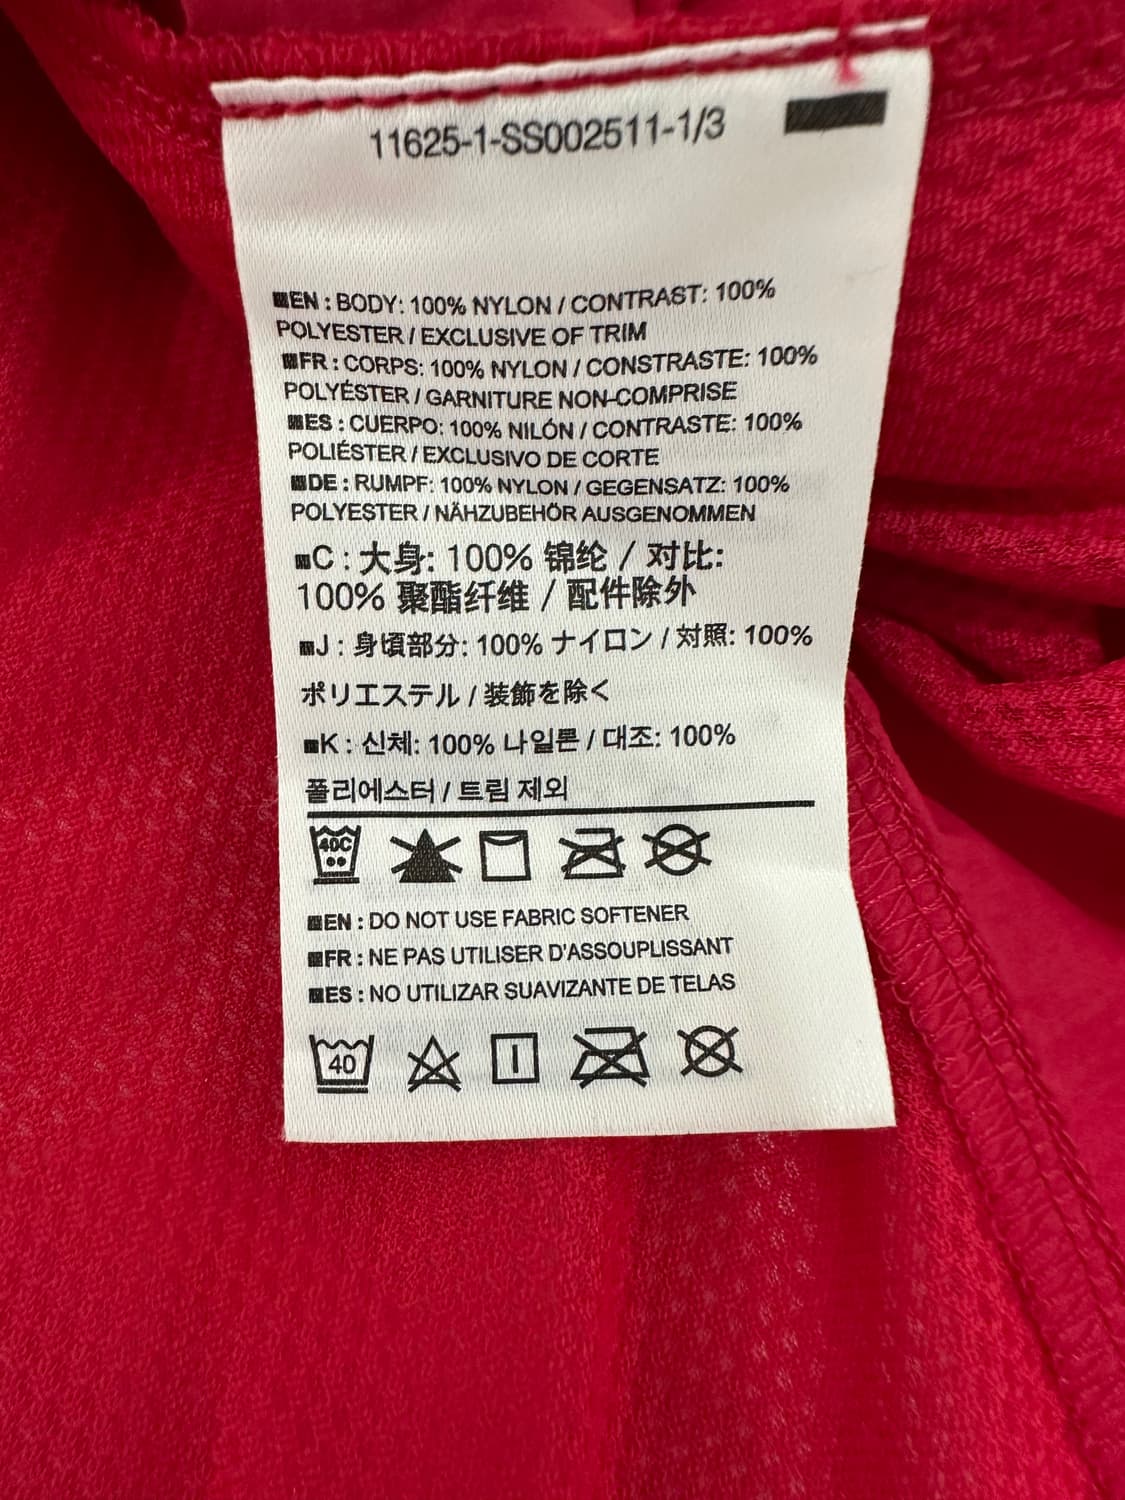 11625-1-SS002511-1/3
EN : BODY: 100% NYLON / CONTRAST: 100%
POLYESTER / EXCLUSIVE OF TRIM
FR : CORPS: 100% NYLON / CONSTRASTE: 100%
POLYÉSTER / GARNITURE NON-COMPRISE
ES : CUERPO: 100% NILÓN / CONTRASTE: 100%
POLIÉSTER / EXCLUSIVO DE CORTE
DE : RUMPF: 100% NYLON / GEGENSATZ: 100%
POLYESTER / NÄHZUBEHÖR AUSGENOMMEN
C : 大身: 100% 锦纶 / 对比:
100% 聚酯纤维 / 配件除外
J : 身頃部分: 100% ナイロン / 対照: 100%
ポリエステル / 装飾を除く
K : 신체: 100% 나일론 / 대조: 100%
폴리에스터 / 트림 제외
40C
EN : DO NOT USE FABRIC SOFTENER
FR : NE PAS UTILISER D'ASSOUPLISSANT
ES : NO UTILIZAR SUAVIZANTE DE TELAS
40